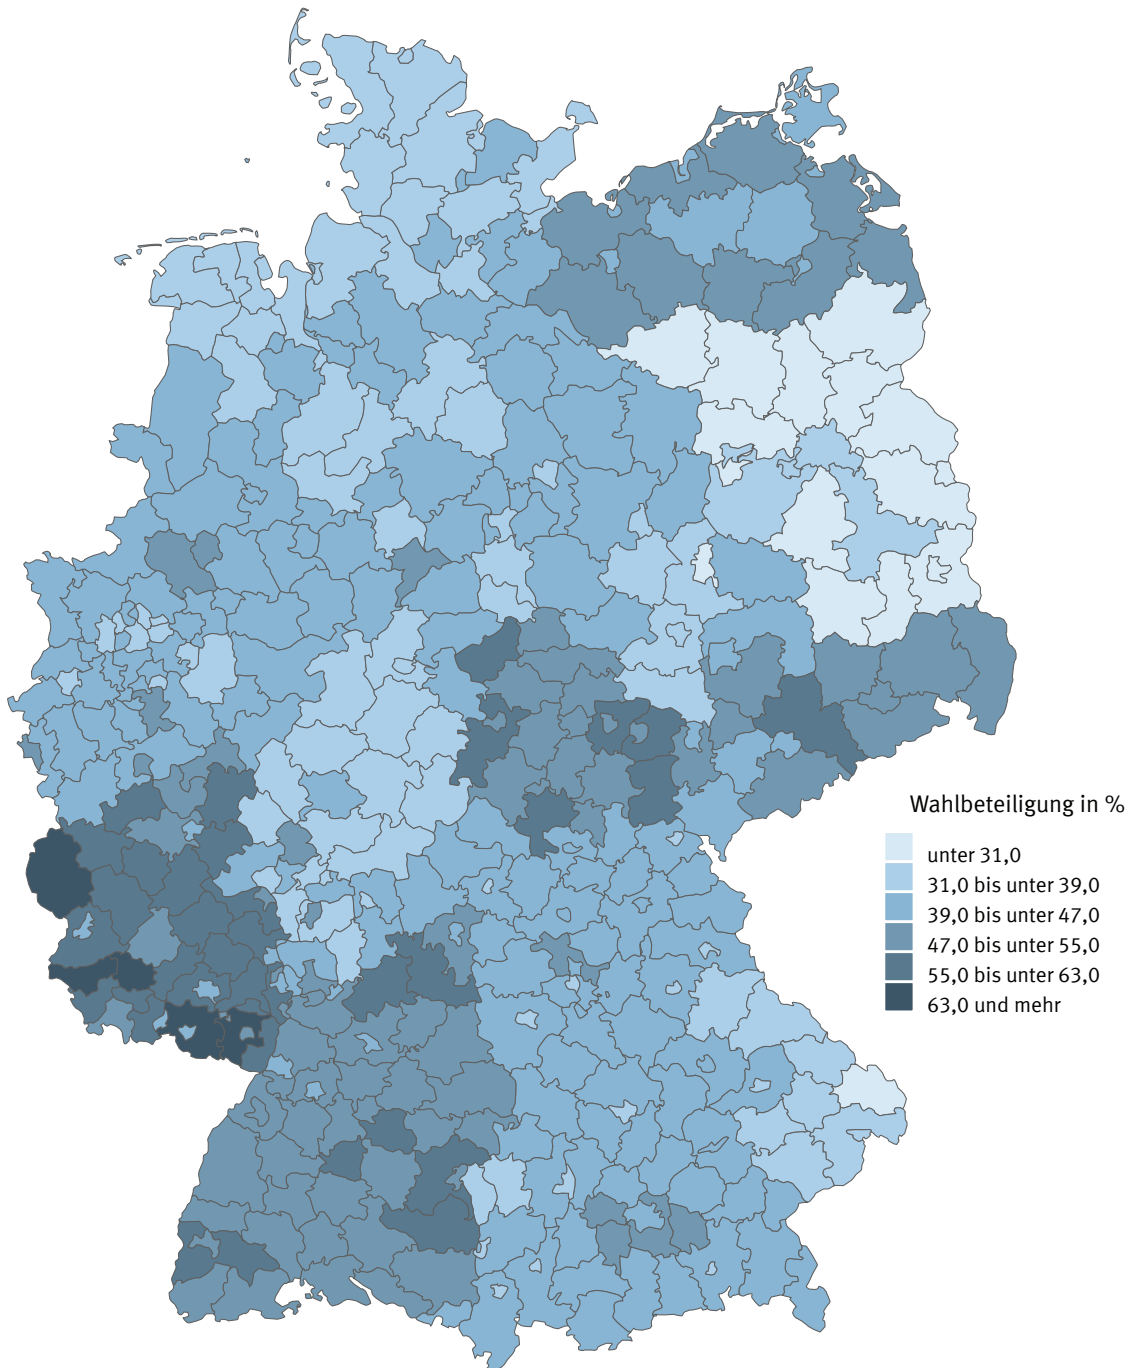 Wahlbeteiligung in %
unter 31,0
31,0 bis unter 39,0
39,0 bis unter 47,0
47,0 bis unter 55,0
55,0 bis unter 63,0
63,0 und mehr